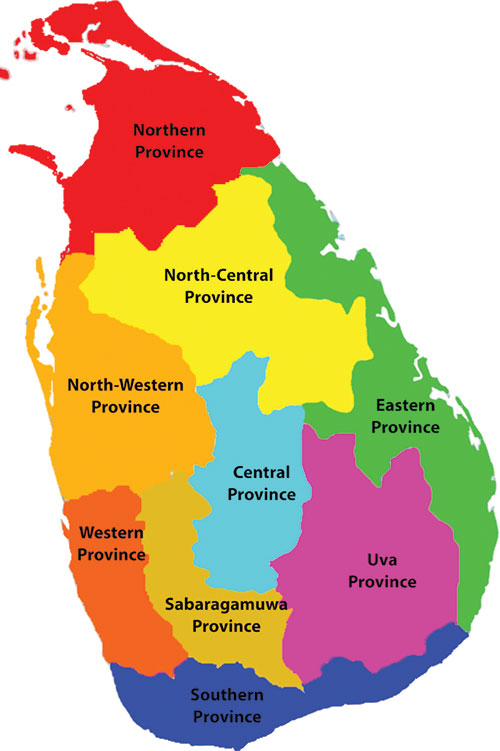 Northern
Province
North-Central
Province
North-Western
Province
Eastern
Province
Central
Province
Western
Province
Uva
Province
Sabaragamuwa
Province
Southern
Province